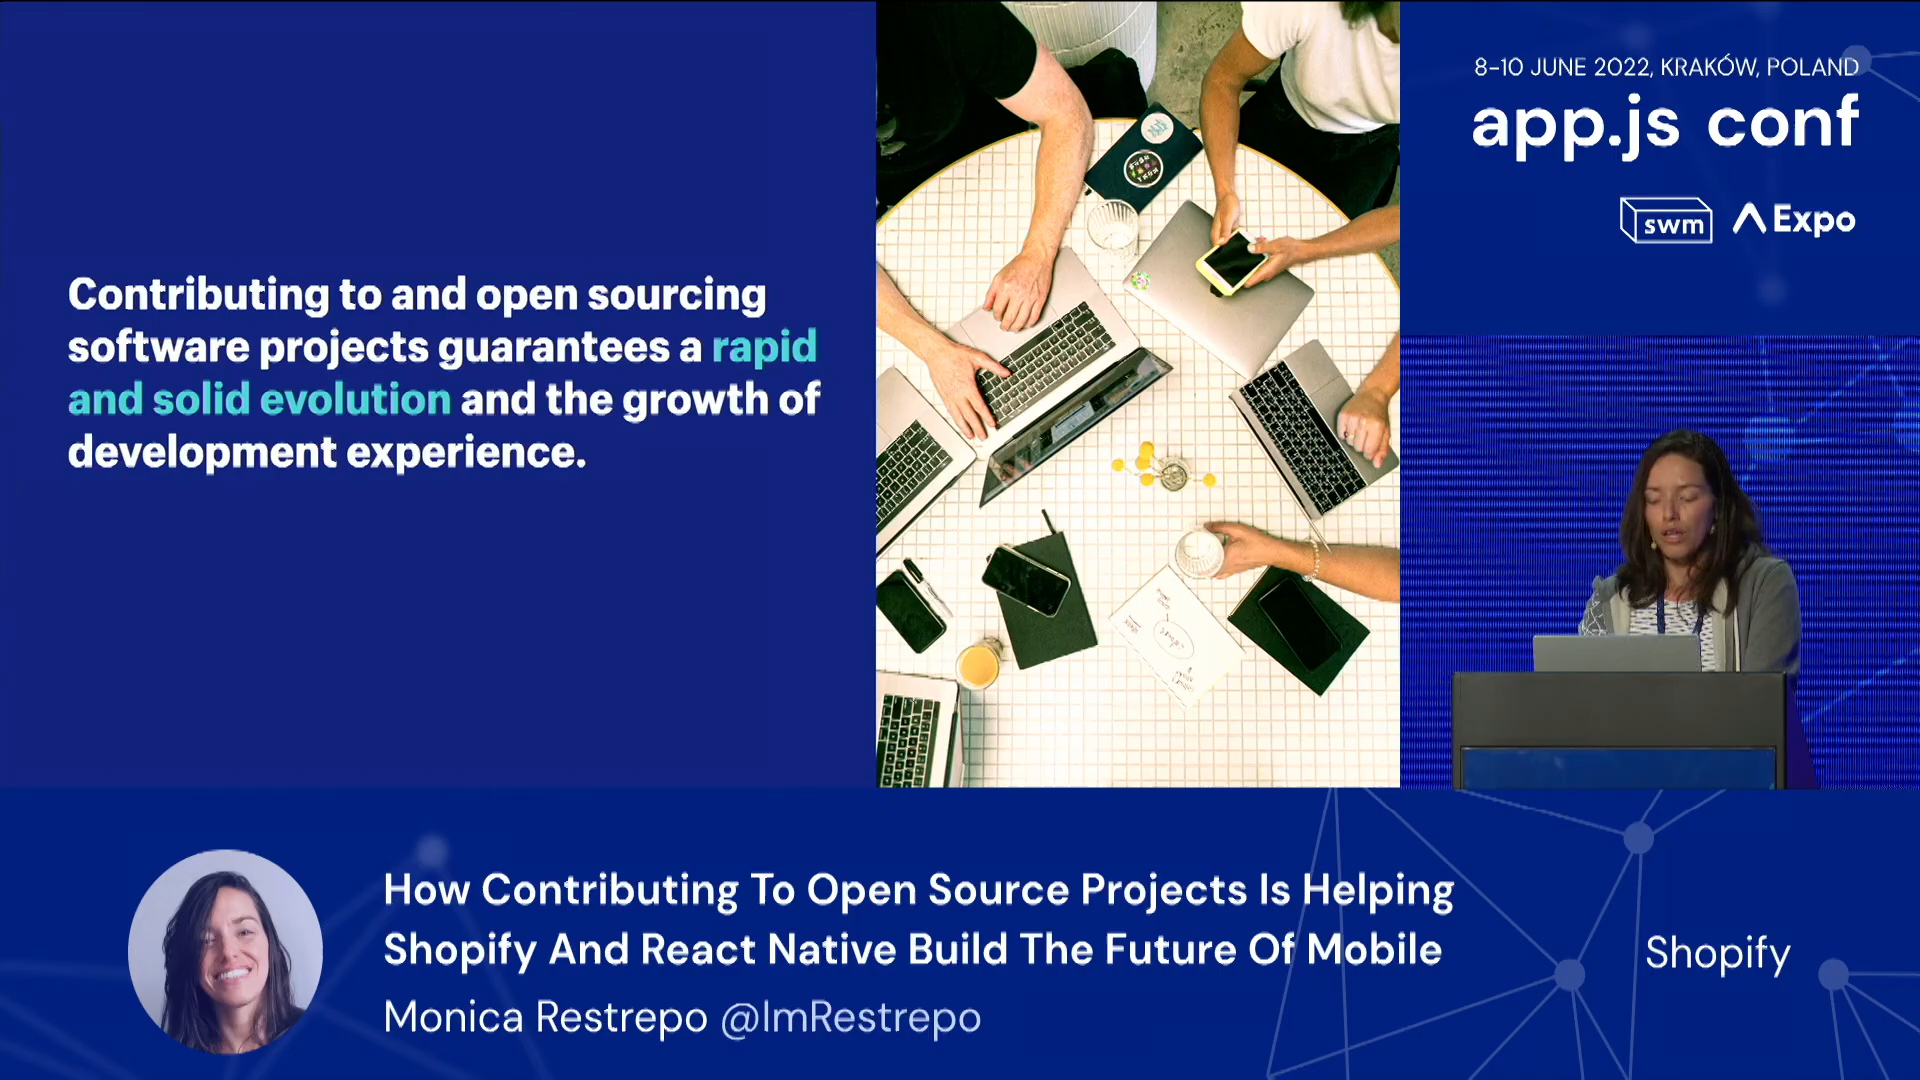 Contributing to and open sourcing
software projects guarantees a rapid
and solid evolution and the growth of
development experience.
8-10 JUNE 2022, KRAKÓW, POLAND
app.js conf
swm
Expo
How Contributing To Open Source Projects Is Helping
Shopify And React Native Build The Future Of Mobile
Monica Restrepo @lmRestrepo
Shopify